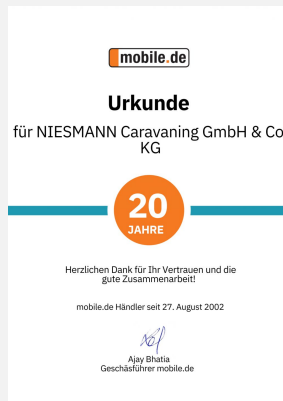 mobile.de
Urkunde
für NIESMANN Caravaning GmbH & Co
KG
20
JAHRE
Herzlichen Dank für Ihr Vertrauen und die
gute Zusammenarbeit!
mobile.de Händler seit 27. August 2002
Ajay Bhatia
Geschäsführer mobile.de